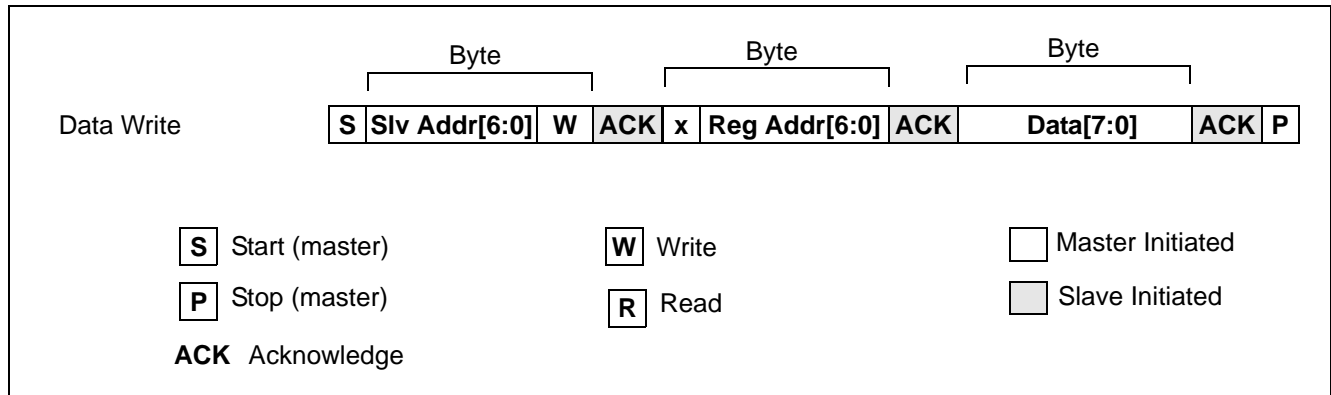 Byte Byte Byte
Data Write S Slv Addr[6:0] W ACK x Reg Addr[6:0] ACK Data[7:0] ACK P
S Start (master) W Write Master Initiated
P Stop (master) R Read Slave Initiated
ACK Acknowledge